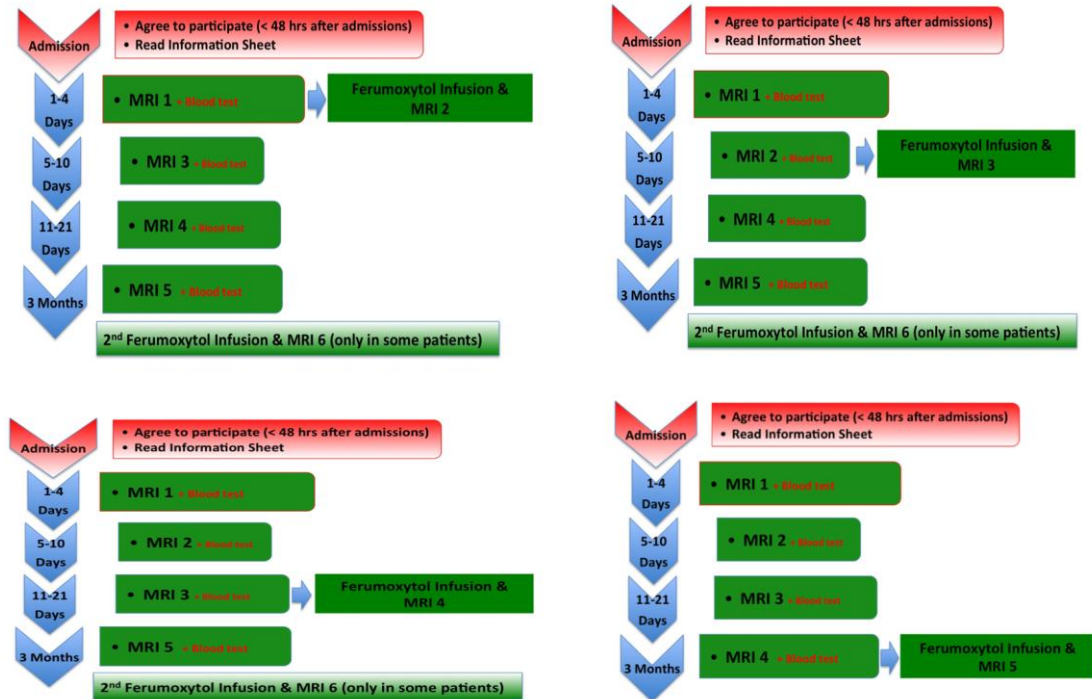 Admission
• Agree to participate (< 48 hrs after admissions)
• Read Information Sheet
1-4
Days
• MRI 1 + Blood test
Ferumoxytol Infusion &
MRI 2
5-10
Days
• MRI 3 + Blood test
11-21
Days
• MRI 4 + Blood test
3 Months
• MRI 5 + Blood test
2nd Ferumoxytol Infusion & MRI 6 (only in some patients)
Admission
• Agree to participate (< 48 hrs after admissions)
• Read Information Sheet
1-4
Days
• MRI 1 + Blood test
5-10
Days
• MRI 2 + Blood test
Ferumoxytol Infusion &
MRI 3
11-21
Days
• MRI 4 + Blood test
3 Months
• MRI 5 + Blood test
2nd Ferumoxytol Infusion & MRI 6 (only in some patients)
Admission
• Agree to participate (< 48 hrs after admissions)
• Read Information Sheet
1-4
Days
• MRI 1 + Blood test
5-10
Days
• MRI 2 + Blood test
11-21
Days
• MRI 3 + Blood test
Ferumoxytol Infusion &
MRI 4
3 Months
• MRI 5 + Blood test
2nd Ferumoxytol Infusion & MRI 6 (only in some patients)
Admission
• Agree to participate (< 48 hrs after admissions)
• Read Information Sheet
1-4
Days
• MRI 1 + Blood test
5-10
Days
• MRI 2 + Blood test
11-21
Days
• MRI 3 + Blood test
3 Months
• MRI 4 + Blood test
Ferumoxytol Infusion &
MRI 5